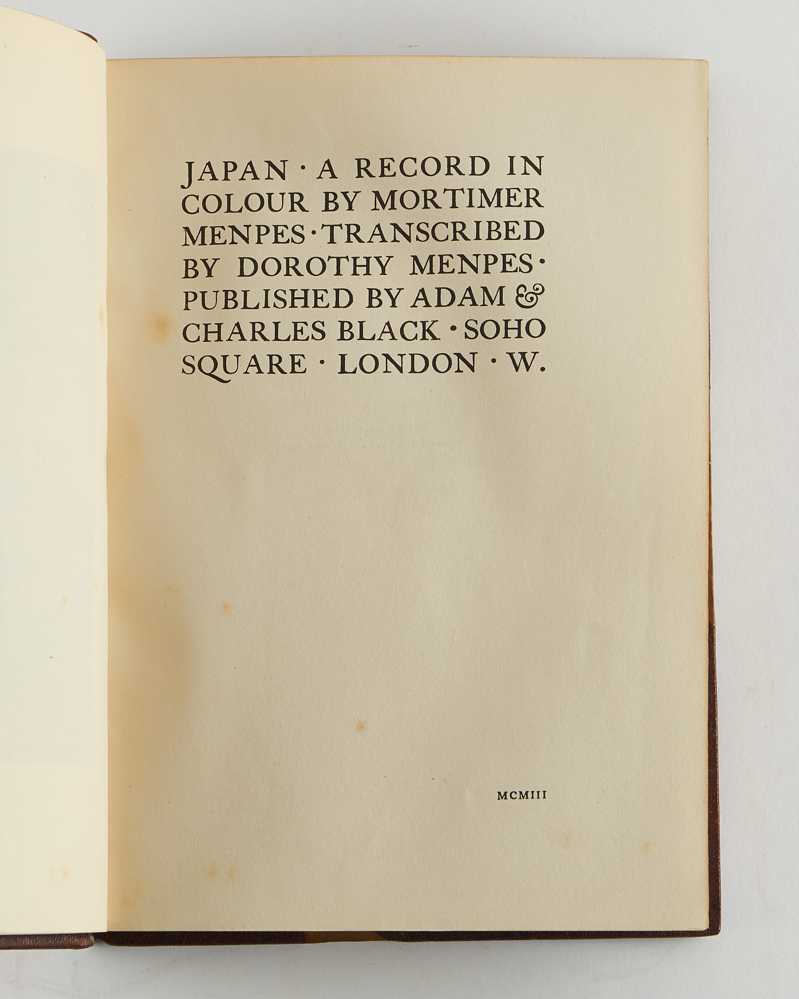 JAPAN · A RECORD IN
COLOUR BY MORTIMER
MENPES · TRANSCRIBED
BY DOROTHY MENPES ·
PUBLISHED BY ADAM &
CHARLES BLACK · SOHO
SQUARE · LONDON · W.
MCMIII